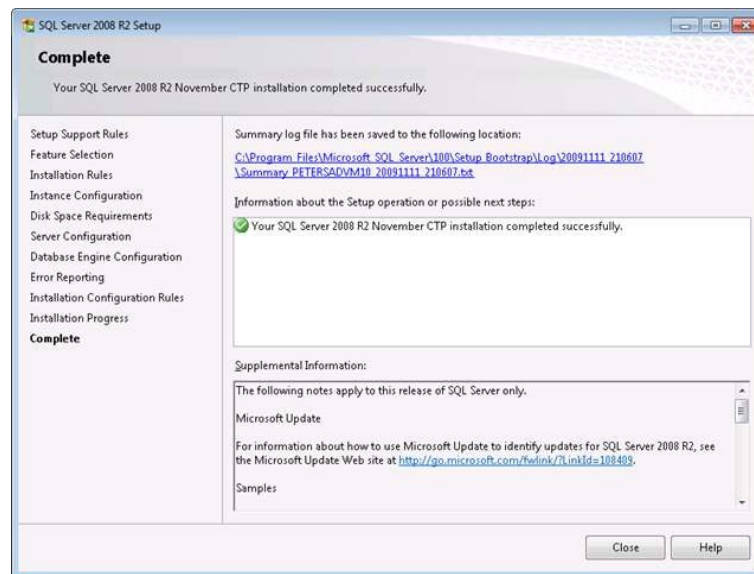 SQL Server 2008 R2 Setup
Complete
Your SQL Server 2008 R2 November CTP installation completed successfully.
Setup Support Rules
Feature Selection
Installation Rules
Instance Configuration
Disk Space Requirements
Server Configuration
Database Engine Configuration
Error Reporting
Installation Configuration Rules
Installation Progress
Complete
Summary log file has been saved to the following location:
C:\Program Files\Microsoft SQL Server\100\Setup Bootstrap\Log\20091111_210607
\Summary_PETERSADVM10_20091111_210607.txt
Information about the Setup operation or possible next steps:
Your SQL Server 2008 R2 November CTP installation completed successfully.
Supplemental Information:
The following notes apply to this release of SQL Server only.
Microsoft Update
For information about how to use Microsoft Update to identify updates for SQL Server 2008 R2, see
the Microsoft Update Web site at http://go.microsoft.com/fwlink/?LinkId=108409.
Samples
Close
Help